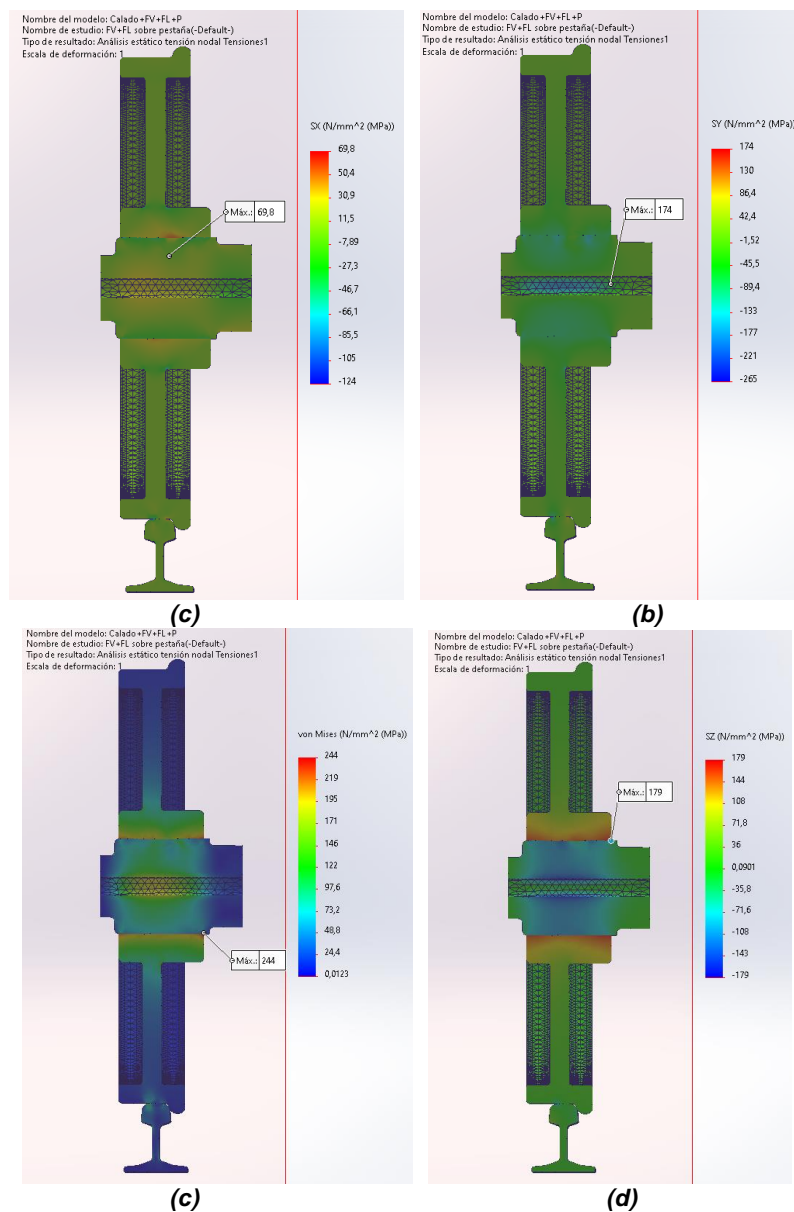 Nombre del modelo: Calado+FV+FL+P
Nombre de estudio: FV+FL sobre pestaña(-Default-)
Tipo de resultado: Análisis estático tensión nodal Tensiones1
Escala de deformación: 1
SX (N/mm^2 (MPa))
69,8
50,4
30,9
11,5
-7,89
-27,3
-46,7
-66,1
-85,5
-105
-124
Máx.: 69,8
(c)
Nombre del modelo: Calado+FV+FL+P
Nombre de estudio: FV+FL sobre pestaña(-Default-)
Tipo de resultado: Análisis estático tensión nodal Tensiones1
Escala de deformación: 1
SY (N/mm^2 (MPa))
174
130
86,4
42,4
-1,52
-45,5
-89,4
-133
-177
-221
-265
Máx.: 174
(b)
Nombre del modelo: Calado+FV+FL+P
Nombre de estudio: FV+FL sobre pestaña(-Default-)
Tipo de resultado: Análisis estático tensión nodal Tensiones1
Escala de deformación: 1
von Mises (N/mm^2 (MPa))
244
219
195
171
146
122
97,6
73,2
48,8
24,4
0,0123
Máx.: 244
(c)
Nombre del modelo: Calado+FV+FL+P
Nombre de estudio: FV+FL sobre pestaña(-Default-)
Tipo de resultado: Análisis estático tensión nodal Tensiones1
Escala de deformación: 1
SZ (N/mm^2 (MPa))
179
144
108
71,8
36
0,0901
-35,8
-71,6
-108
-143
-179
Máx.: 179
(d)